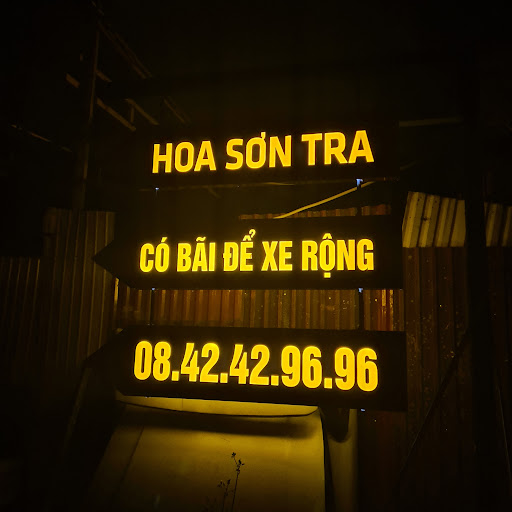 HOA SƠN TRA
CÓ BÃI ĐỂ XE RỘNG
08.42.42.96.96